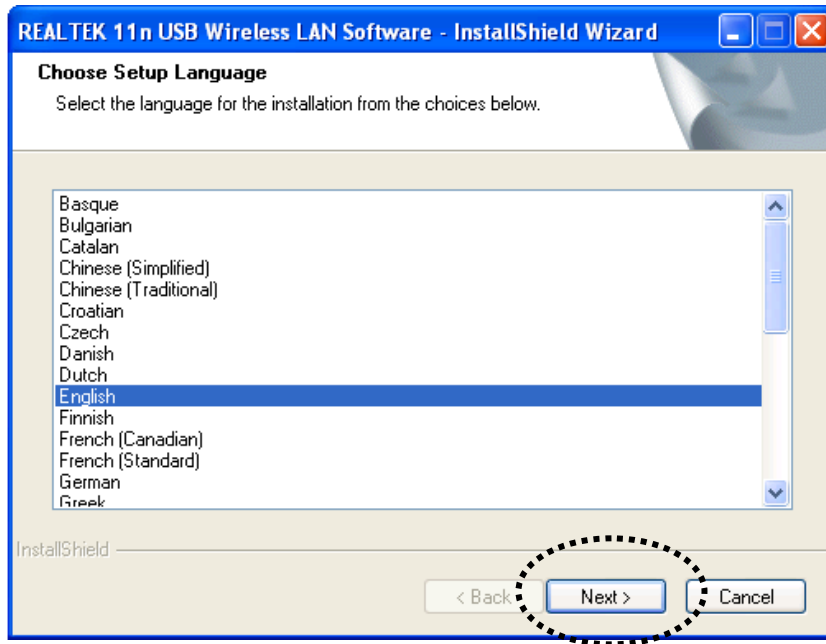 REALTEK 11n USB Wireless LAN Software - InstallShield Wizard
Choose Setup Language
Select the language for the installation from the choices below.
Basque
Bulgarian
Catalan
Chinese (Simplified)
Chinese (Traditional)
Croatian
Czech
Danish
Dutch
English
Finnish
French (Canadian)
French (Standard)
German
Greek
InstallShield
< Back Next > Cancel